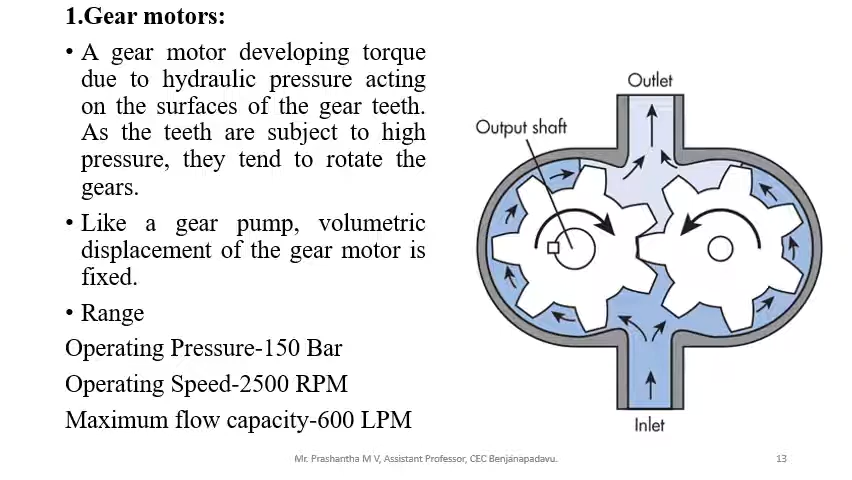 1.Gear motors:
• A gear motor developing torque
due to hydraulic pressure acting
on the surfaces of the gear teeth.
As the teeth are subject to high
pressure, they tend to rotate the
gears.
• Like a gear pump, volumetric
displacement of the gear motor is
fixed.
• Range
Operating Pressure-150 Bar
Operating Speed-2500 RPM
Maximum flow capacity-600 LPM
Outlet
Output shaft
Inlet
Mr. Prashantha M V, Assistant Professor, CEC Benjanapadavu.
13